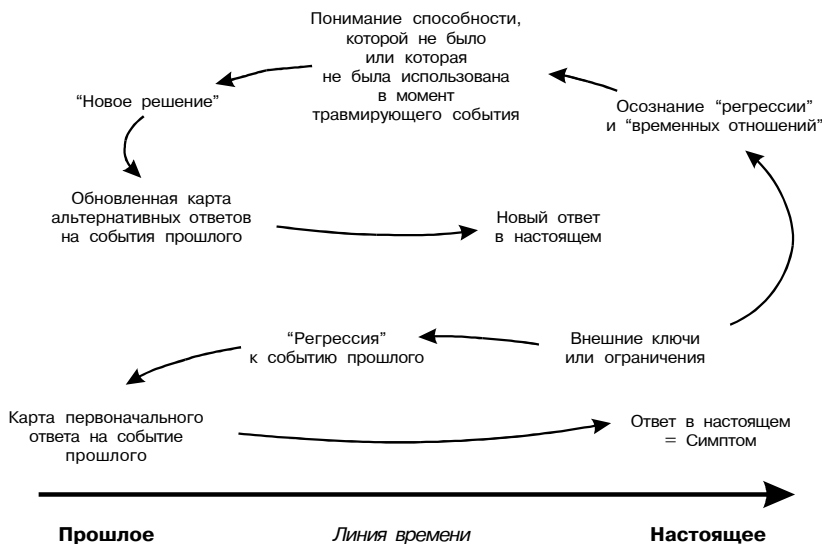 Понимание способности,
которой не было
или которая
не была использована
в момент
травмирующего события
“Новое решение”
Осознание “регрессии”
и “временных отношений”
Обновленная карта
альтернативных ответов
на события прошлого
Новый ответ
в настоящем
“Регрессия”
к событию прошлого
Внешние ключи
или ограничения
Карта первоначального
ответа на событие
прошлого
Ответ в настоящем
= Симптом
Прошлое
Линия времени
Настоящее